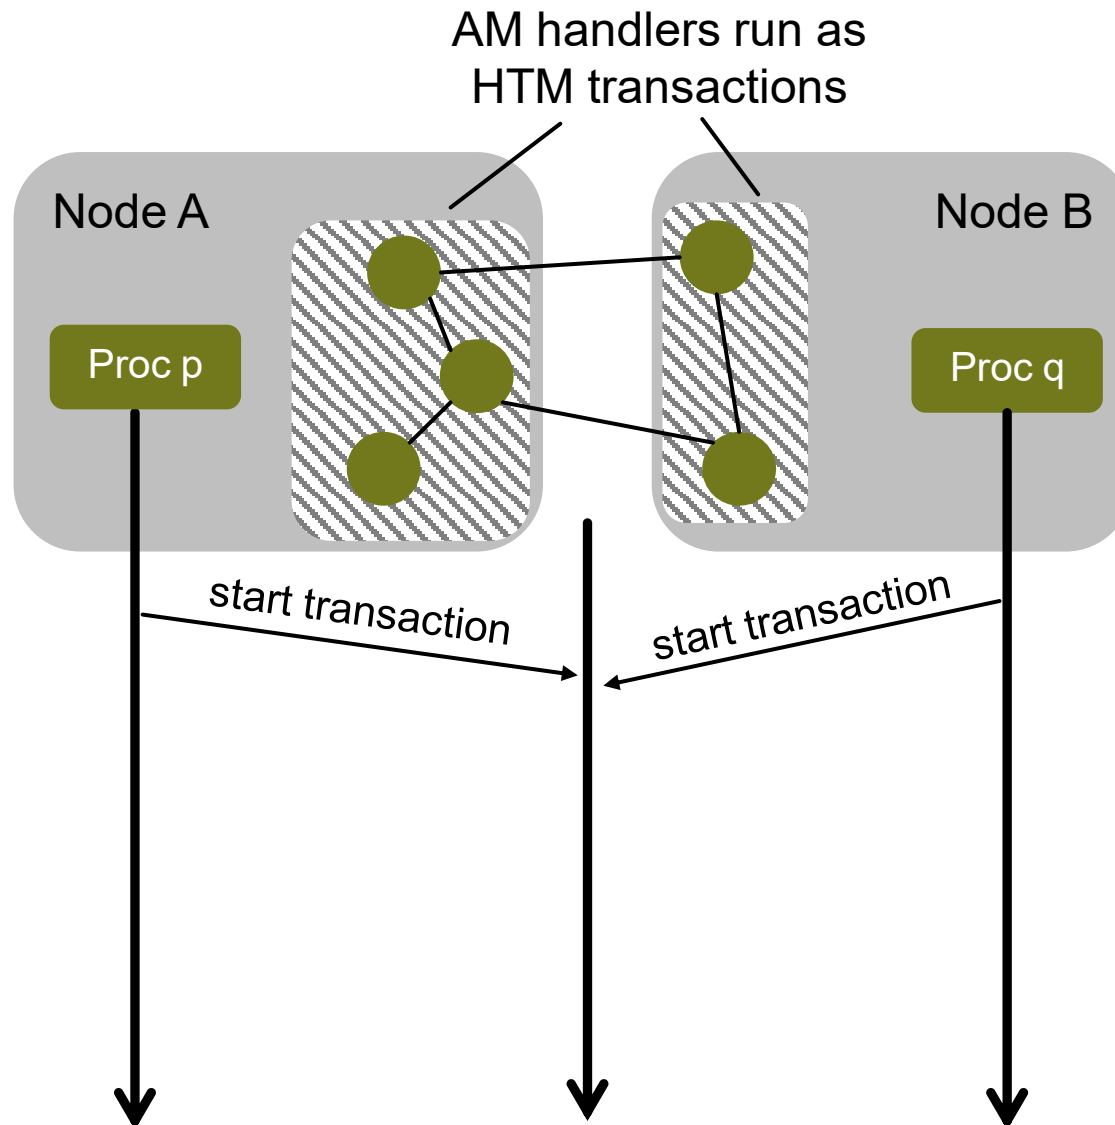 AM handlers run as
HTM transactions
Node A
Node B
Proc p
Proc q
start transaction
start transaction